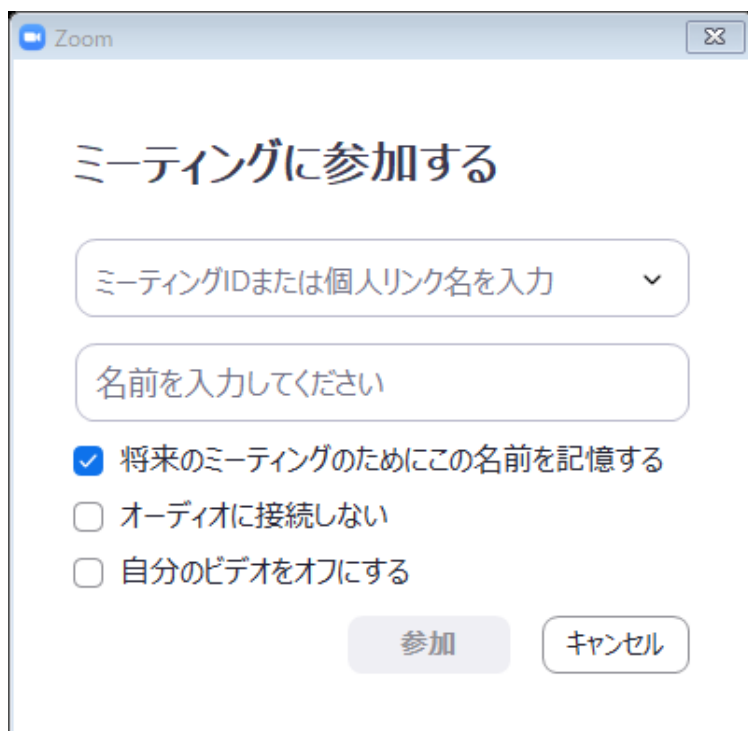 Zoom
ミーティングに参加する
ミーティングIDまたは個人リンク名を入力
名前を入力してください
将来のミーティングのためにこの名前を記憶する
オーディオに接続しない
自分のビデオをオフにする
参加 キャンセル